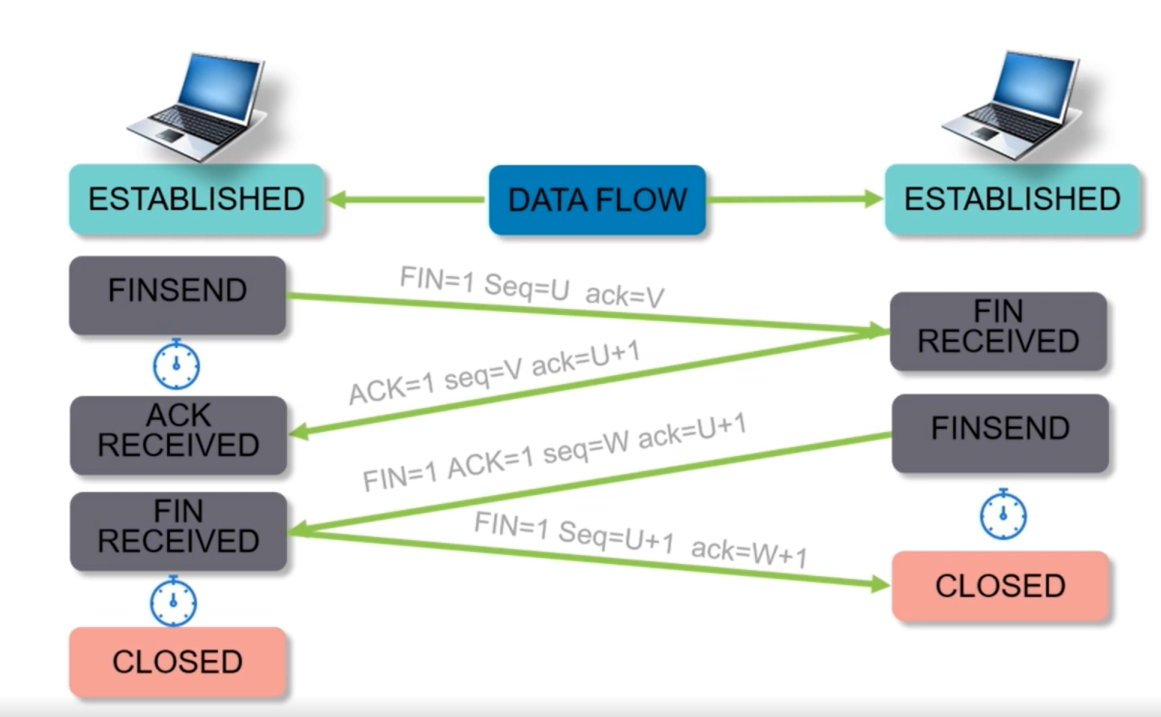 ESTABLISHED
DATA FLOW
ESTABLISHED
FINSEND
FIN=1 Seq=U ack=V
FIN
RECEIVED
ACK=1 seq=V ack=U+1
ACK
RECEIVED
FINSEND
FIN=1 ACK=1 seq=W ack=U+1
FIN
RECEIVED
FIN=1 Seq=U+1 ack=W+1
CLOSED
CLOSED